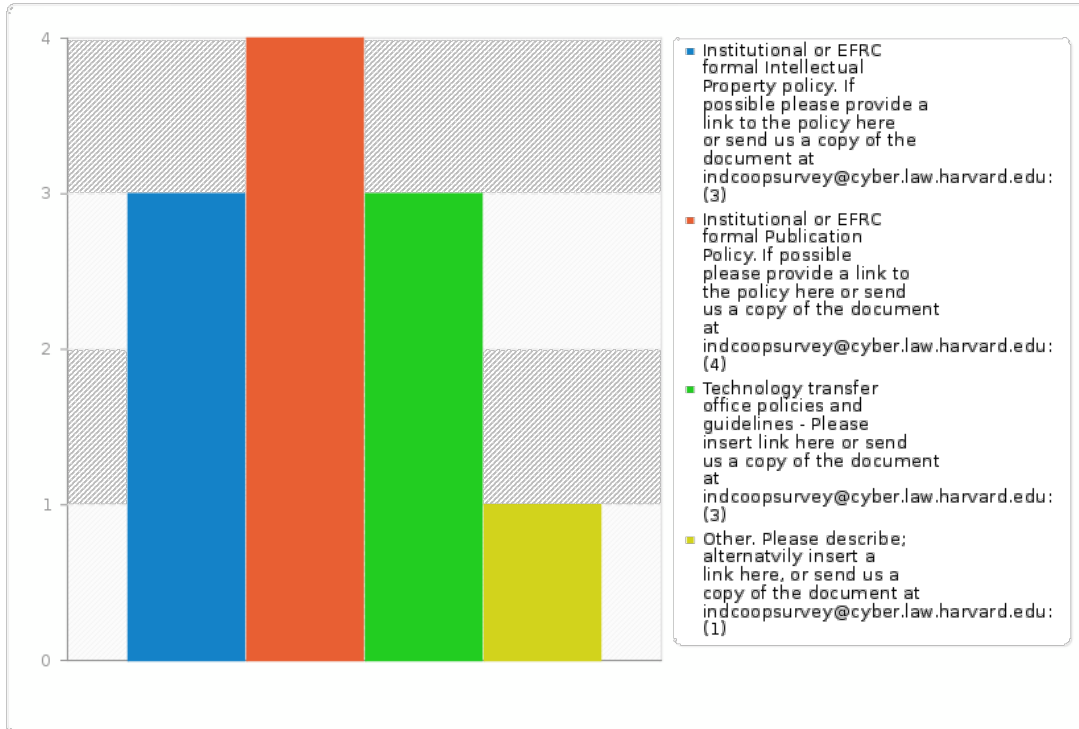 4
3
2
1
0
Institutional or EFRC
formal Intellectual
Property policy. If
possible please provide a
link to the policy here
or send us a copy of the
document at
indcoopsurvey@cyber.law.harvard.edu:
(3)
Institutional or EFRC
formal Publication
Policy. If possible
please provide a link to
the policy here or send
us a copy of the document
at
indcoopsurvey@cyber.law.harvard.edu:
(4)
Technology transfer
office policies and
guidelines - Please
insert link here or send
us a copy of the document
at
indcoopsurvey@cyber.law.harvard.edu:
(3)
Other. Please describe;
alternatvily insert a
link here, or send us a
copy of the document at
indcoopsurvey@cyber.law.harvard.edu:
(1)